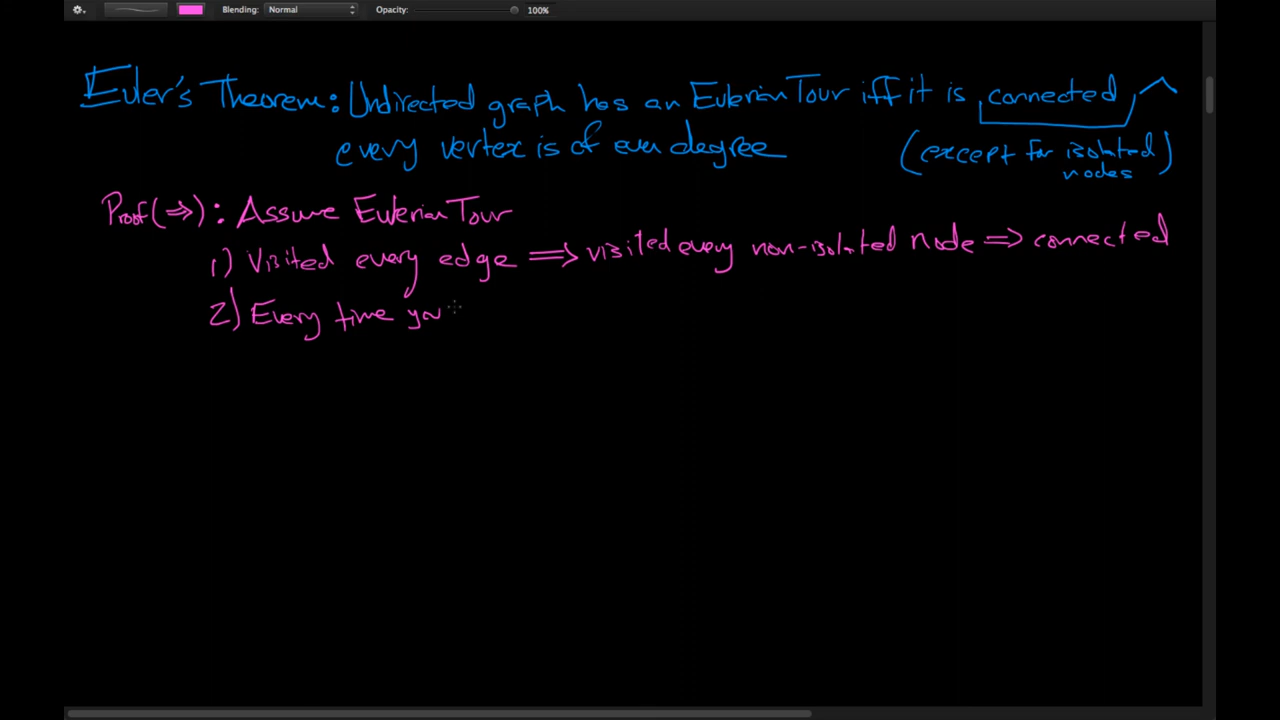 Blending: Normal Opacity: 100%
Euler's Theorem: Undirected graph has an Eulerian Tour iff it is connected ∧
every vertex is of even degree (except for isolated
nodes)
Proof(⇒): Assume Eulerian Tour
1) Visited every edge ⟹ visited every non-isolated node ⇒ connected
2) Every time you